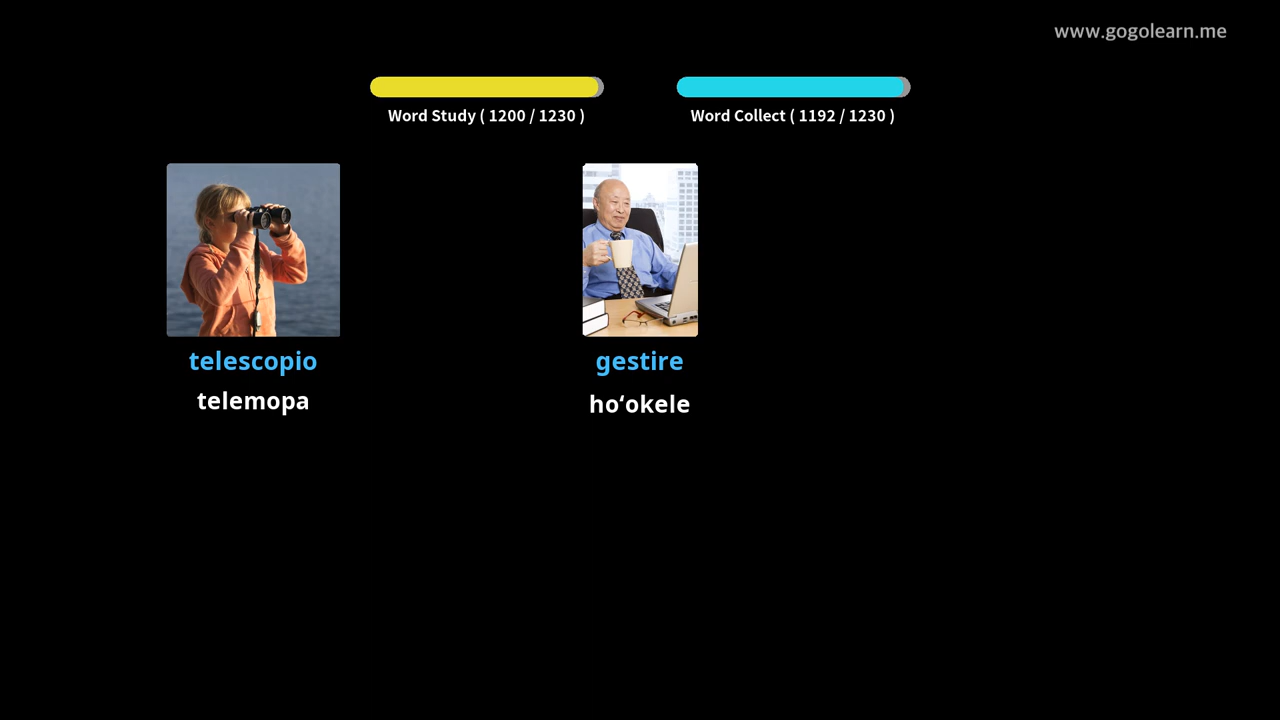 www.gogolearn.me
Word Study ( 1200 / 1230 )
Word Collect ( 1192 / 1230 )
telescopio
telemopa
gestire
hoʻokele